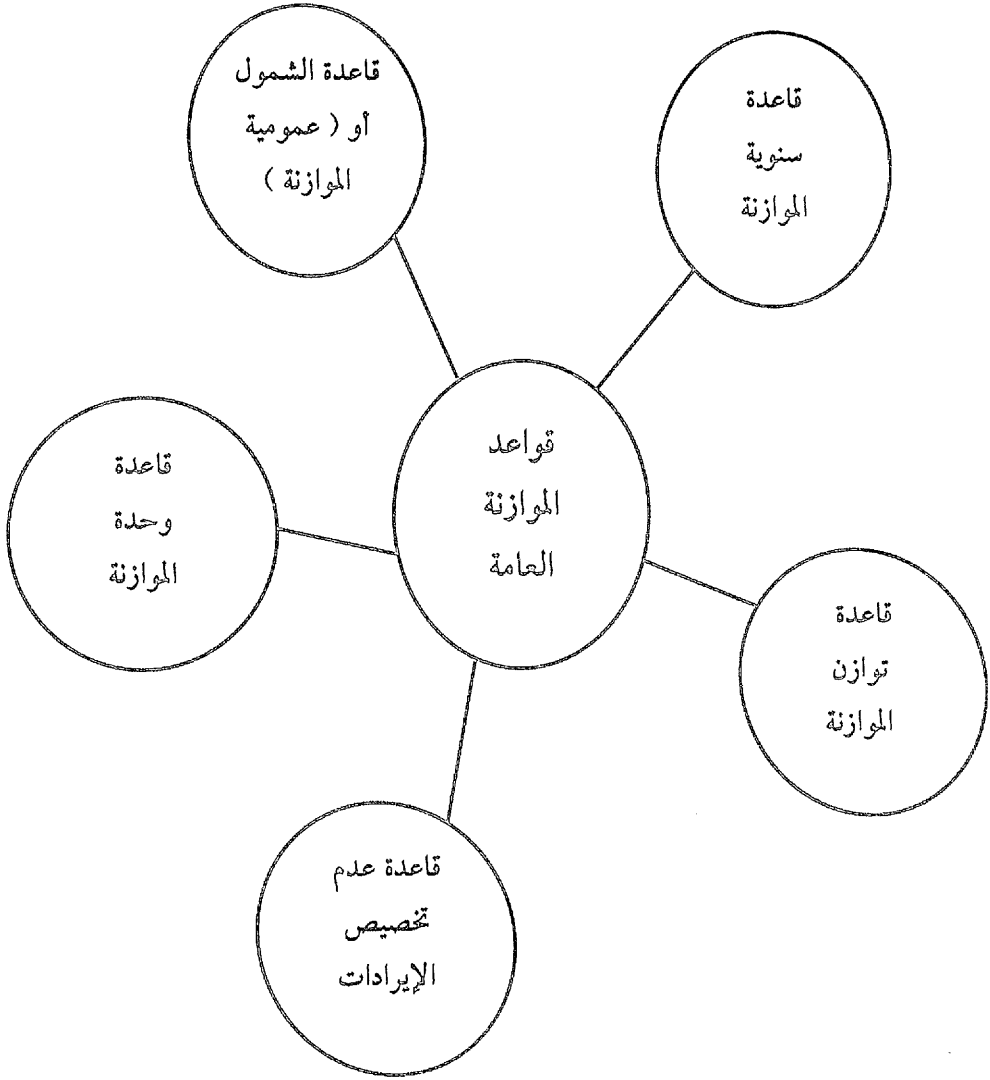 قاعدة
سنوية
الموازنة
قاعدة الشمول
أو ( عمومية
الموازنة )
قواعد
الموازنة
العامة
قاعدة
وحدة
الموازنة
قاعدة
توازن
الموازنة
قاعدة عدم
تخصيص
الإيرادات